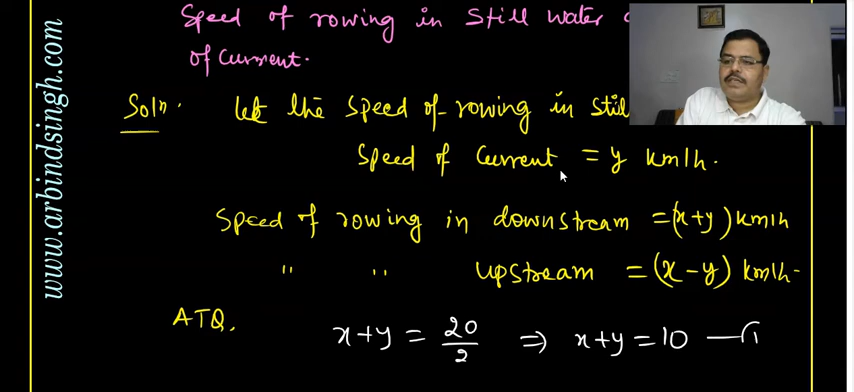 Speed of rowing in still water
of Current.
Soln. let the speed of rowing in still
Speed of Current = y km/h.
Speed of rowing in downstream = (x+y) km/h
" " upstream = (x-y) km/h.
ATQ. x+y = 20/2 ⇒ x+y = 10 —(1
www.arbindsingh.com